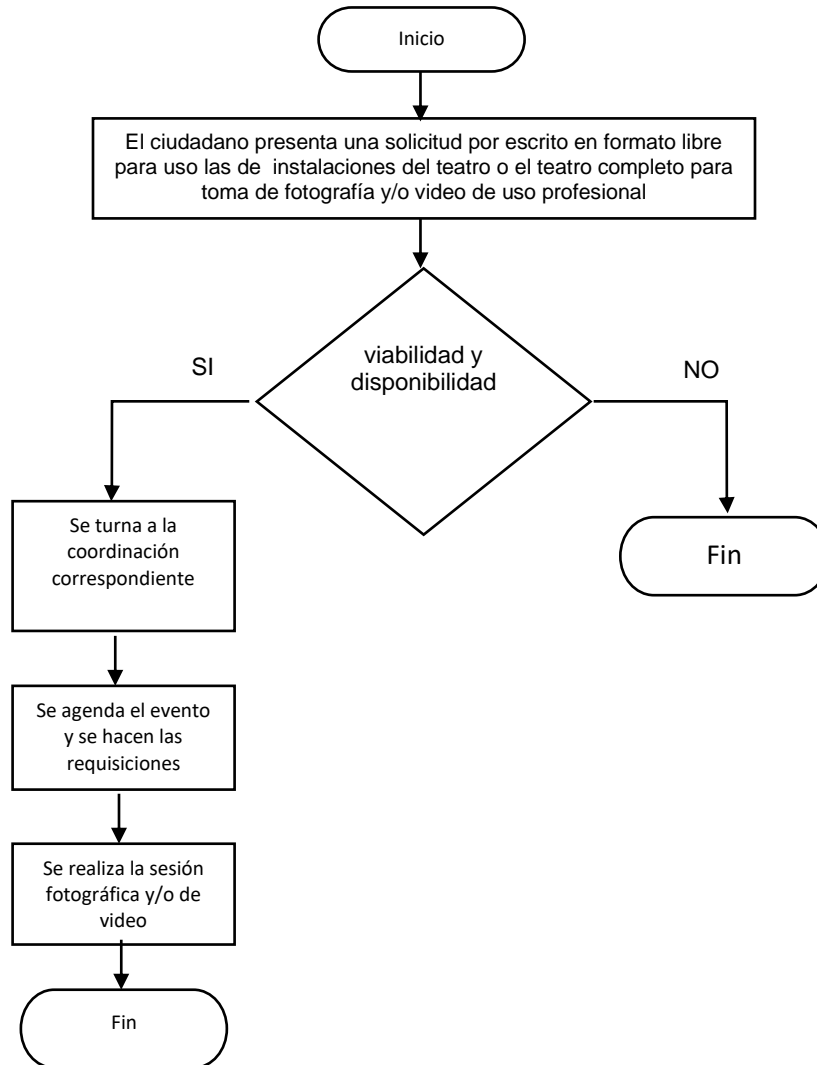 Inicio
El ciudadano presenta una solicitud por escrito en formato libre
para uso las de instalaciones del teatro o el teatro completo para
toma de fotografía y/o video de uso profesional
viabilidad y
disponibilidad
SI
NO
Se turna a la
coordinación
correspondiente
Fin
Se agenda el evento
y se hacen las
requisiciones
Se realiza la sesión
fotográfica y/o de
video
Fin